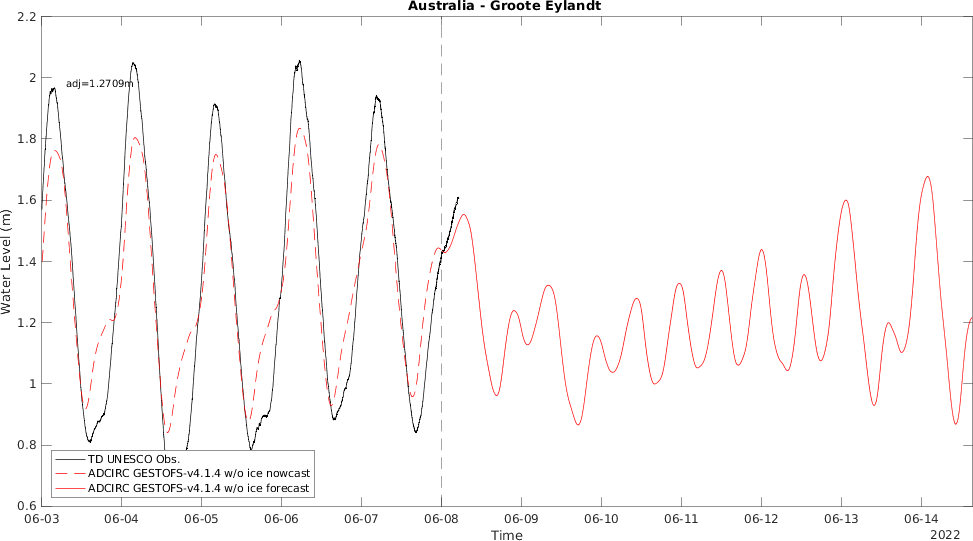 Australia - Groote Eylandt
2.2
2
1.8
1.6
1.4
1.2
1
0.8
0.6
Water Level (m)
adj=1.2709m
TD UNESCO Obs.
ADCIRC GESTOFS-v4.1.4 w/o ice nowcast
ADCIRC GESTOFS-v4.1.4 w/o ice forecast
06-03 06-04 06-05 06-06 06-07 06-08 06-09 06-10 06-11 06-12 06-13 06-14
Time
2022